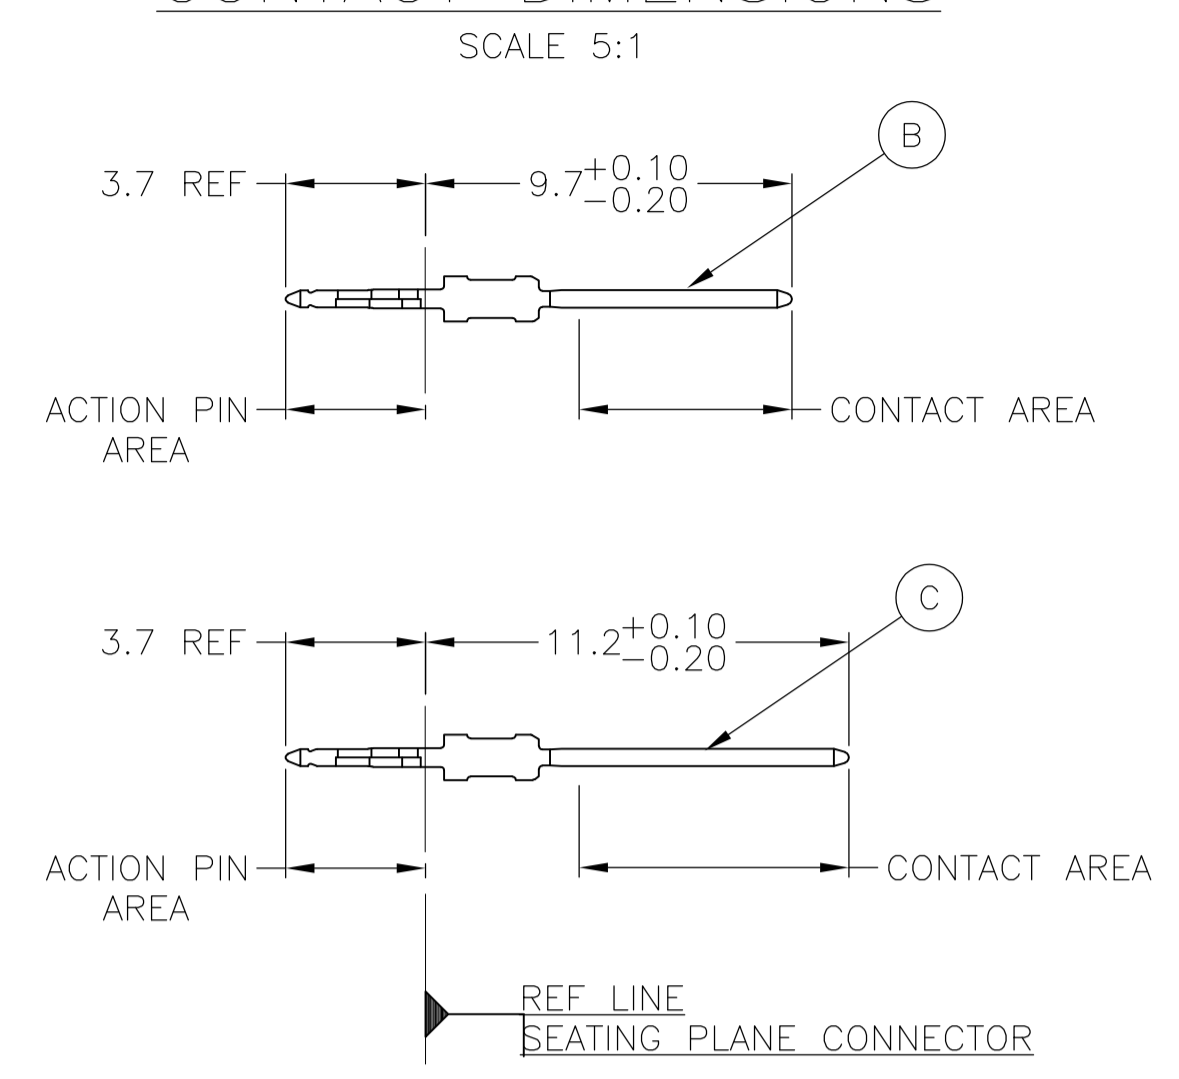 SCALE 5:1
B
3.7 REF
9.7+0.10
−0.20
ACTION PIN
AREA
CONTACT AREA
C
3.7 REF
11.2+0.10
−0.20
ACTION PIN
AREA
CONTACT AREA
REF LINE
SEATING PLANE CONNECTOR